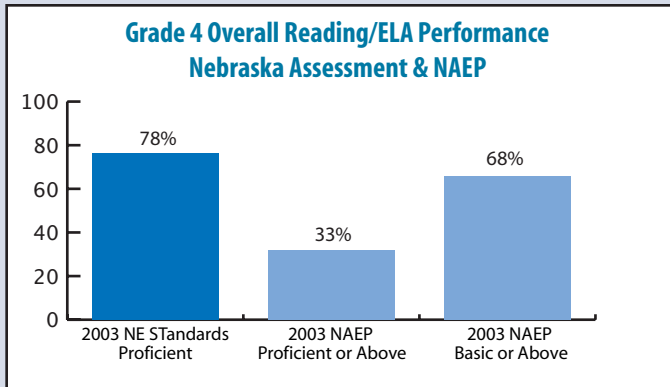 Grade 4 Overall Reading/ELA Performance
Nebraska Assessment & NAEP
100
80
60
40
20
0
78%
33%
68%
2003 NE STandards
Proficient
2003 NAEP
Proficient or Above
2003 NAEP
Basic or Above